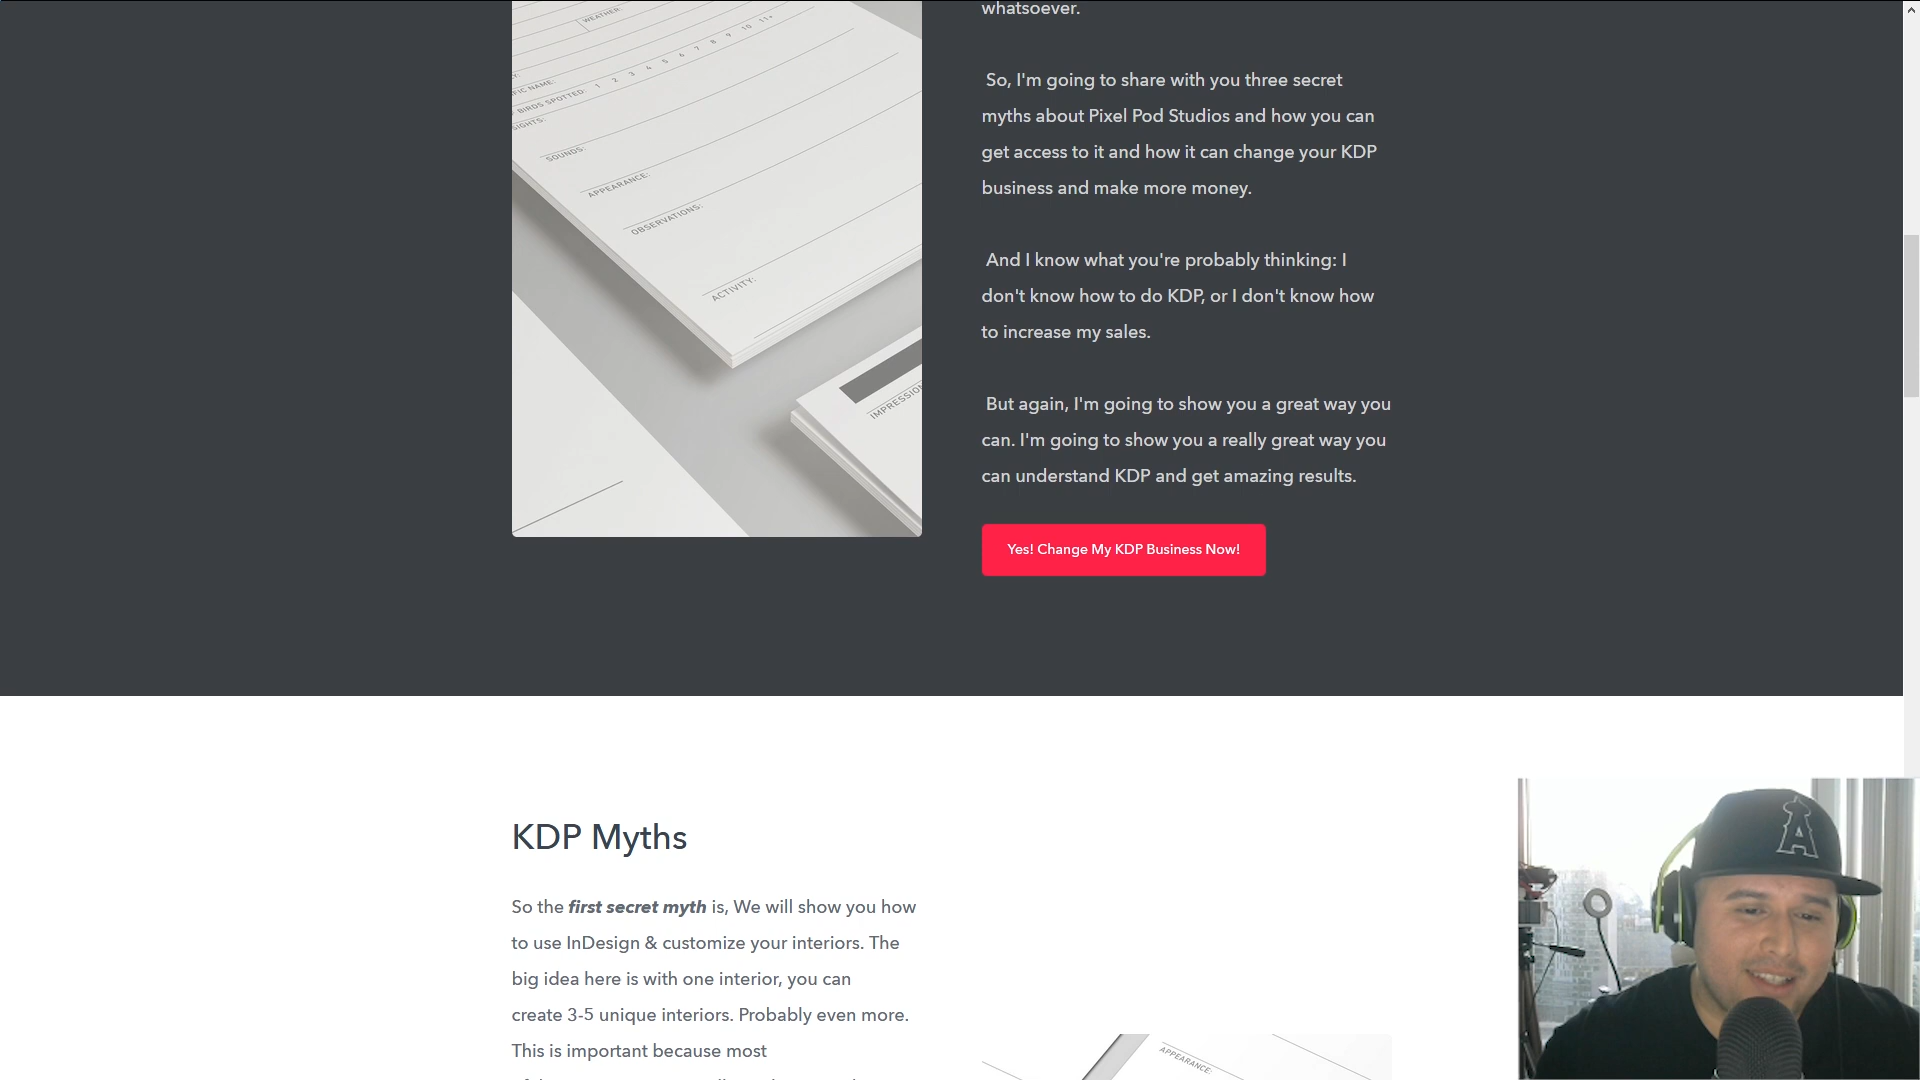 WEATHER:
BIRDS SPOTTED: 1 2 3 4 5 6 7 8 9 10 11+
SOUNDS:
APPEARANCE:
OBSERVATIONS:
ACTIVITY:
whatsoever.
So, I'm going to share with you three secret
myths about Pixel Pod Studios and how you can
get access to it and how it can change your KDP
business and make more money.
And I know what you're probably thinking: I
don't know how to do KDP, or I don't know how
to increase my sales.
But again, I'm going to show you a great way you
can. I'm going to show you a really great way you
can understand KDP and get amazing results.
Yes! Change My KDP Business Now!
KDP Myths
So the first secret myth is, We will show you how
to use InDesign & customize your interiors. The
big idea here is with one interior, you can
create 3-5 unique interiors. Probably even more.
This is important because most
APPEARANCE:
A